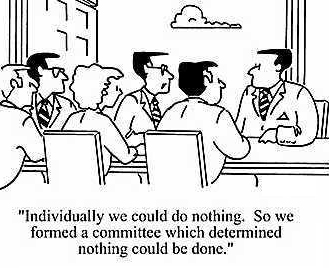 "Individually we could do nothing.  So we
formed a committee which determined
nothing could be done."